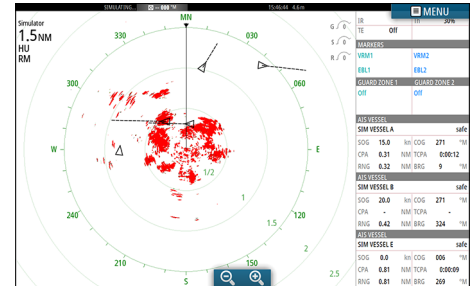 SIMULATING... 000 °M 15:46:44 4.6m
MENU
Simulator
1.5 NM
HU
RM
MN
030
060
E
120
150
S
210
240
W
300
330
1/2
1
1.5
2
2.5
G / 0
S / 0
R / 0
IR TI 30%
TE Off
MARKERS
VRM1 VRM2
EBL1 EBL2
GUARD ZONE 1 GUARD ZONE 2
Off Off
AIS VESSEL
SIM VESSEL A safe
SOG 15.0 kn COG 271 °M
CPA 0.31 NM TCPA 0:00:12
RNG 0.32 NM BRG 9 °M
AIS VESSEL
SIM VESSEL B safe
SOG 20.0 kn COG 271 °M
CPA - NM TCPA -
RNG 0.42 NM BRG 324 °M
AIS VESSEL
SIM VESSEL E safe
SOG 0.0 kn COG 006 °M
CPA 0.81 NM TCPA 0:00:09
RNG 0.81 NM BRG 269 °M